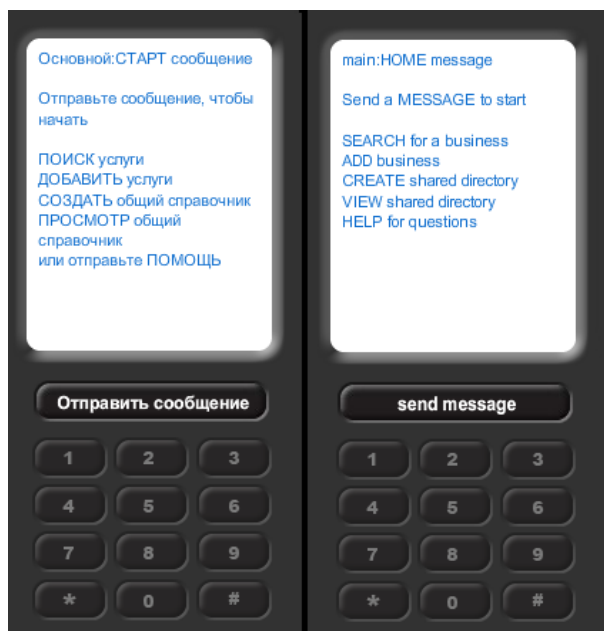 Основной:СТАРТ сообщение
Отправьте сообщение, чтобы
начать
ПОИСК услуги
ДОБАВИТЬ услуги
СОЗДАТЬ общий справочник
ПРОСМОТР общий
справочник
или отправьте ПОМОЩЬ
Отправить сообщение
1 2 3
4 5 6
7 8 9
* 0 #
main:HOME message
Send a MESSAGE to start
SEARCH for a business
ADD business
CREATE shared directory
VIEW shared directory
HELP for questions
send message
1 2 3
4 5 6
7 8 9
* 0 #